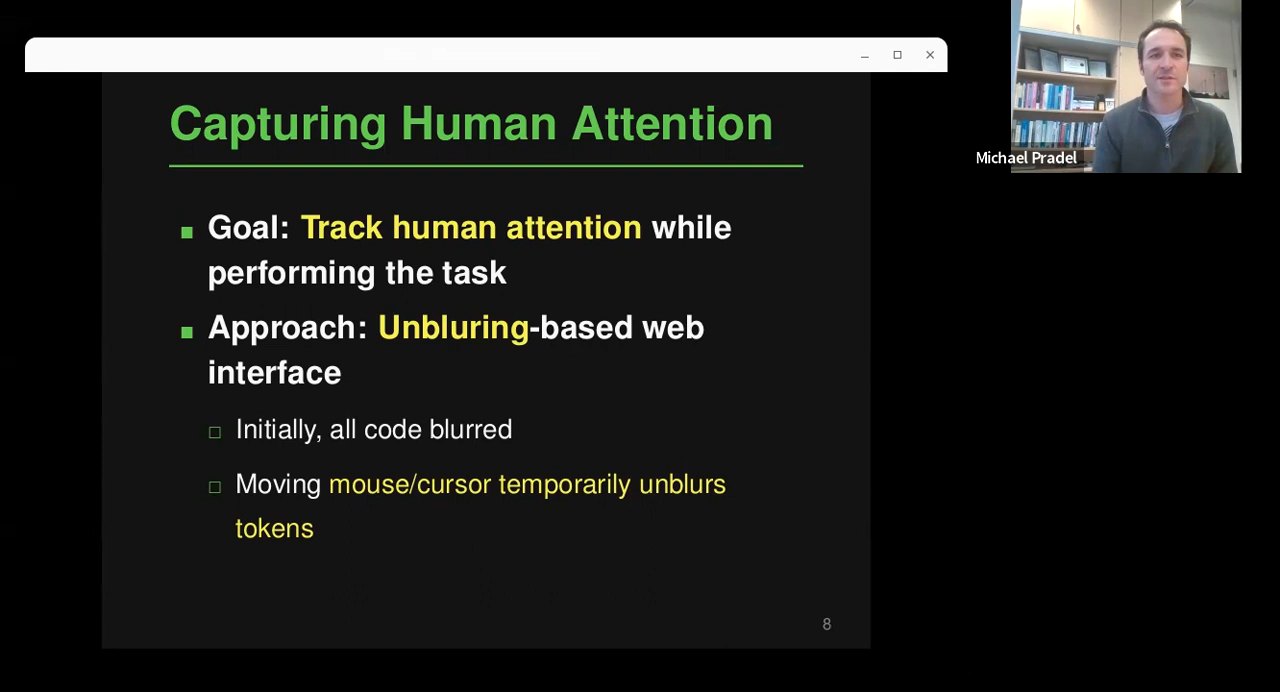 Capturing Human Attention
Goal: Track human attention while
performing the task
Approach: Unbluring-based web
interface
Initially, all code blurred
Moving mouse/cursor temporarily unblurs
tokens
8
Michael Pradel